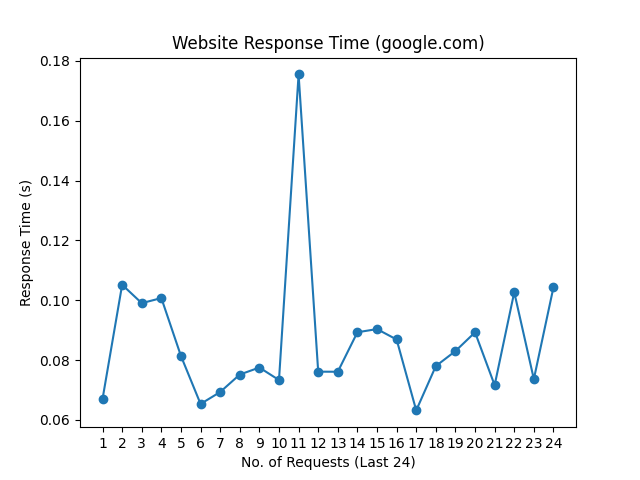 Website Response Time (google.com)
0.18
0.16
0.14
0.12
0.10
0.08
0.06
Response Time (s)
1 2 3 4 5 6 7 8 9 10 11 12 13 14 15 16 17 18 19 20 21 22 23 24
No. of Requests (Last 24)